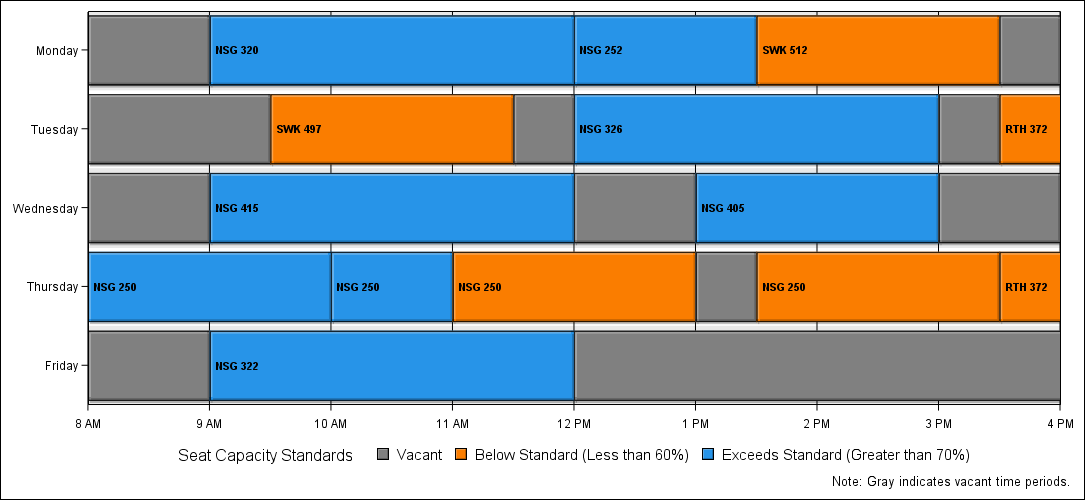 Monday NSG 320 NSG 252 SWK 512
Tuesday SWK 497 NSG 326 RTH 372
Wednesday NSG 415 NSG 405
Thursday NSG 250 NSG 250 NSG 250 NSG 250 RTH 372
Friday NSG 322
8 AM 9 AM 10 AM 11 AM 12 PM 1 PM 2 PM 3 PM 4 PM
Seat Capacity Standards Vacant Below Standard (Less than 60%) Exceeds Standard (Greater than 70%)
Note: Gray indicates vacant time periods.